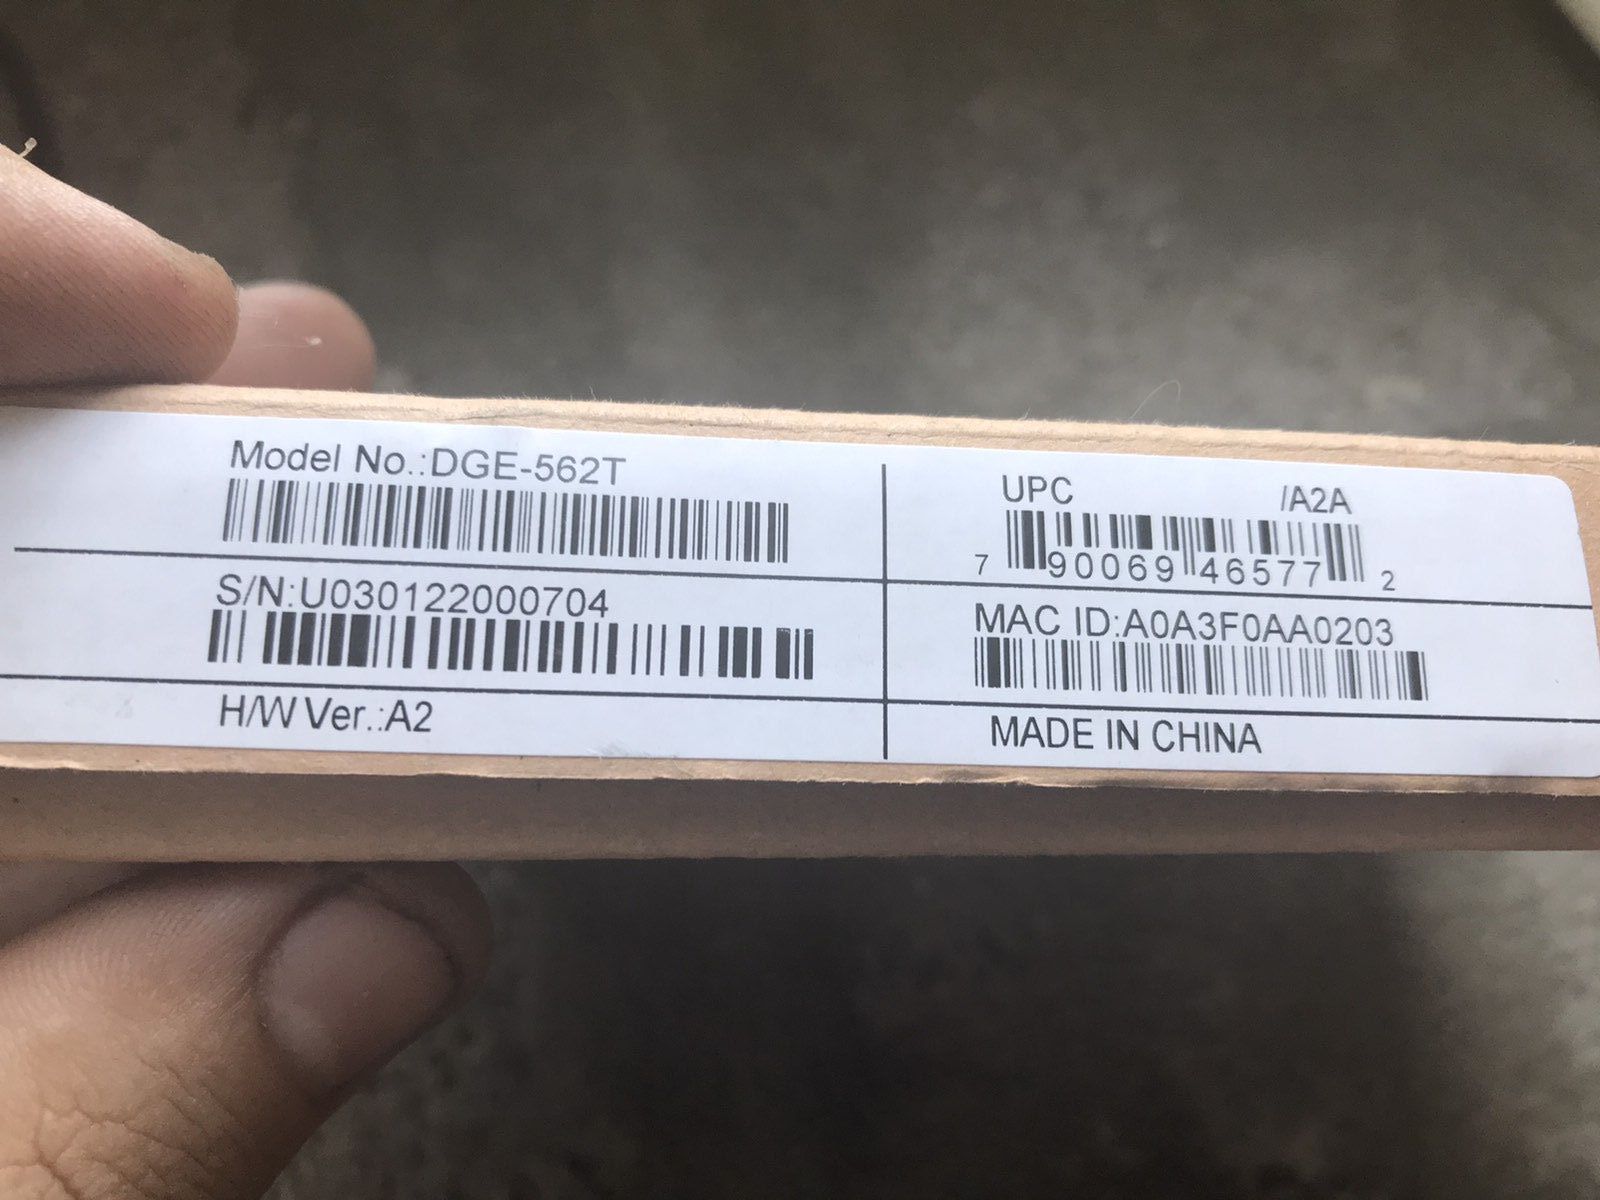 Model No.:DGE-562T
UPC /A2A
7 90069 46577 2
S/N:U030122000704
MAC ID:A0A3F0AA0203
H/W Ver.:A2
MADE IN CHINA